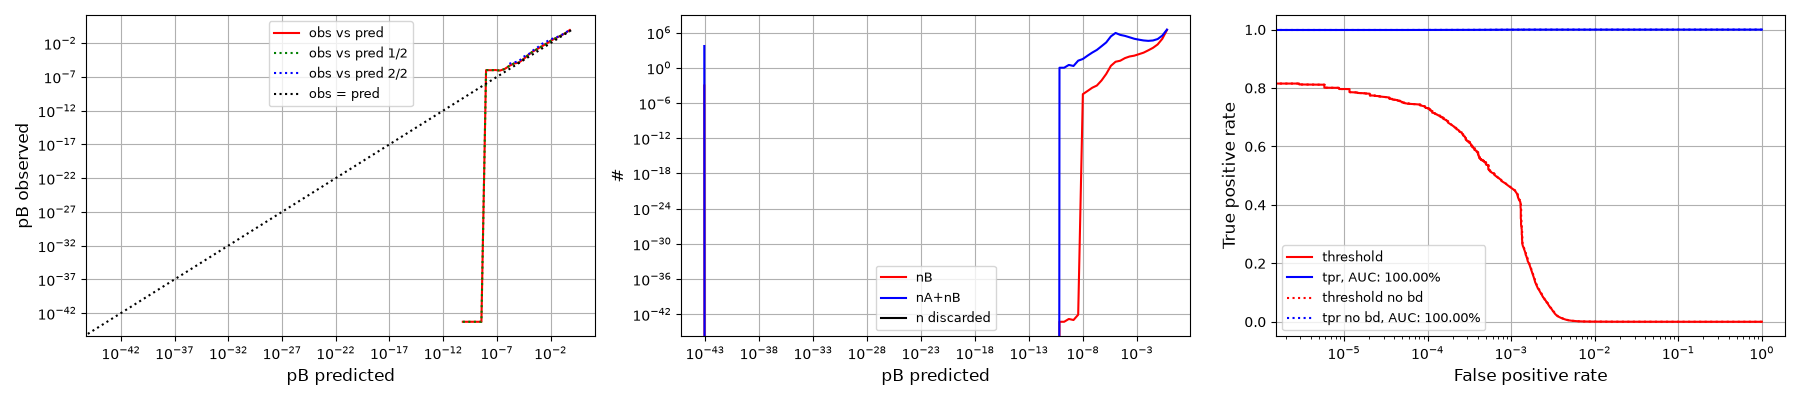 obs vs pred
obs vs pred 1/2
obs vs pred 2/2
obs = pred
pB observed
10⁻² 10⁻⁷ 10⁻¹² 10⁻¹⁷ 10⁻²² 10⁻²⁷ 10⁻³² 10⁻³⁷ 10⁻⁴²
10⁻⁴² 10⁻³⁷ 10⁻³² 10⁻²⁷ 10⁻²² 10⁻¹⁷ 10⁻¹² 10⁻⁷ 10⁻²
pB predicted
nB
nA+nB
n discarded
#
10⁶ 10⁰ 10⁻⁶ 10⁻¹² 10⁻¹⁸ 10⁻²⁴ 10⁻³⁰ 10⁻³⁶ 10⁻⁴²
10⁻⁴³ 10⁻³⁸ 10⁻³³ 10⁻²⁸ 10⁻²³ 10⁻¹⁸ 10⁻¹³ 10⁻⁸ 10⁻³
pB predicted
True positive rate
1.0 0.8 0.6 0.4 0.2 0.0
threshold
tpr, AUC: 100.00%
threshold no bd
tpr no bd, AUC: 100.00%
10⁻⁵ 10⁻⁴ 10⁻³ 10⁻² 10⁻¹ 10⁰
False positive rate